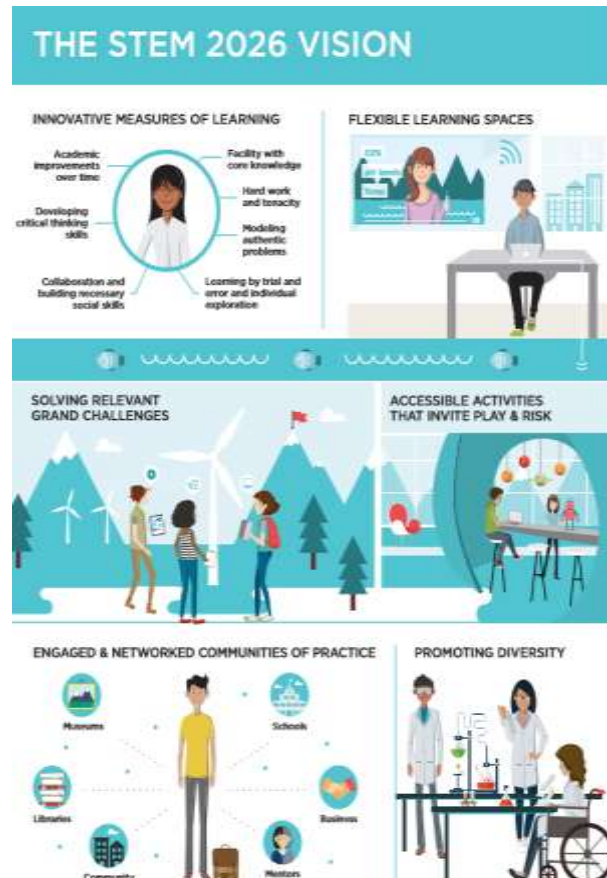 THE STEM 2026 VISION
INNOVATIVE MEASURES OF LEARNING
Academic
improvements
over time
Developing
critical thinking
skills
Collaboration and
building necessary
social skills
Facility with
core knowledge
Hard work
and tenacity
Modeling
authentic
problems
Learning by trial and
error and individual
exploration
FLEXIBLE LEARNING SPACES
SOLVING RELEVANT
GRAND CHALLENGES
ACCESSIBLE ACTIVITIES
THAT INVITE PLAY & RISK
ENGAGED & NETWORKED COMMUNITIES OF PRACTICE
Museums
Schools
Libraries
Business
Community
Mentors
PROMOTING DIVERSITY